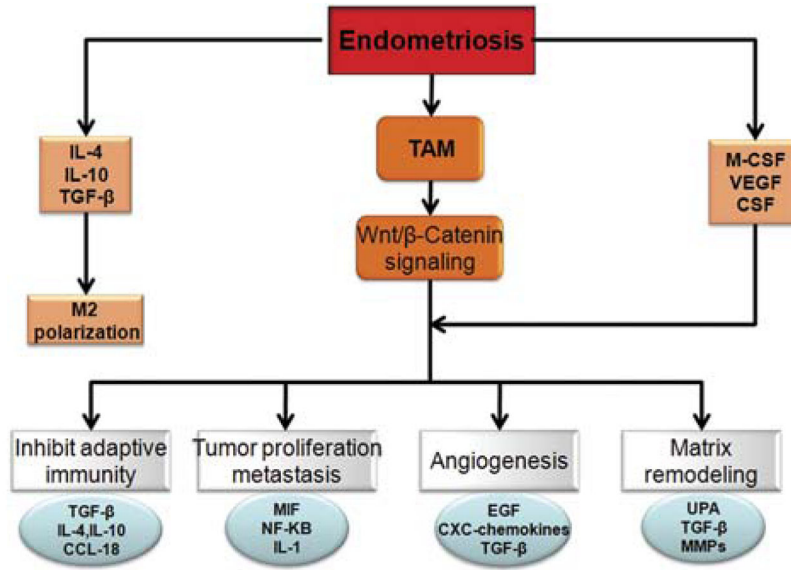 Endometriosis
IL-4
IL-10
TGF-β
TAM
M-CSF
VEGF
CSF
Wnt/β-Catenin
signaling
M2
polarization
Inhibit adaptive
immunity
Tumor proliferation
metastasis
Angiogenesis
Matrix
remodeling
TGF-β
IL-4,IL-10
CCL-18
MIF
NF-KB
IL-1
EGF
CXC-chemokines
TGF-β
UPA
TGF-β
MMPs